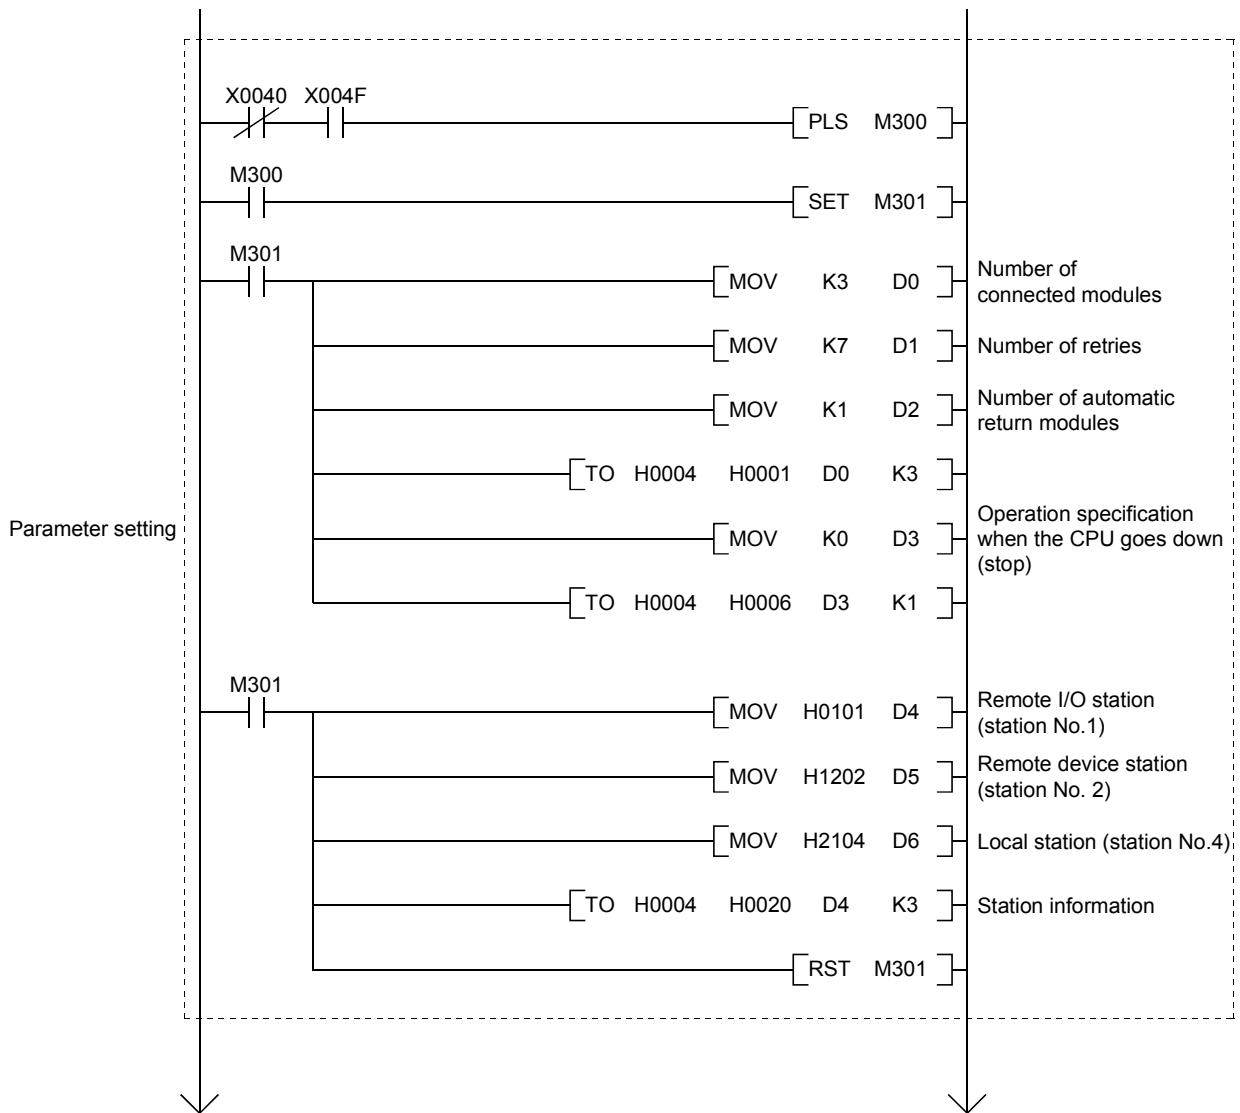 X0040 X004F
PLS M300
M300
SET M301
M301
MOV K3 D0
Number of
connected modules
MOV K7 D1
Number of retries
MOV K1 D2
Number of automatic
return modules
TO H0004 H0001 D0 K3
Parameter setting
MOV K0 D3
Operation specification
when the CPU goes down
(stop)
TO H0004 H0006 D3 K1
M301
MOV H0101 D4
Remote I/O station
(station No.1)
MOV H1202 D5
Remote device station
(station No. 2)
MOV H2104 D6
Local station (station No.4)
TO H0004 H0020 D4 K3
Station information
RST M301